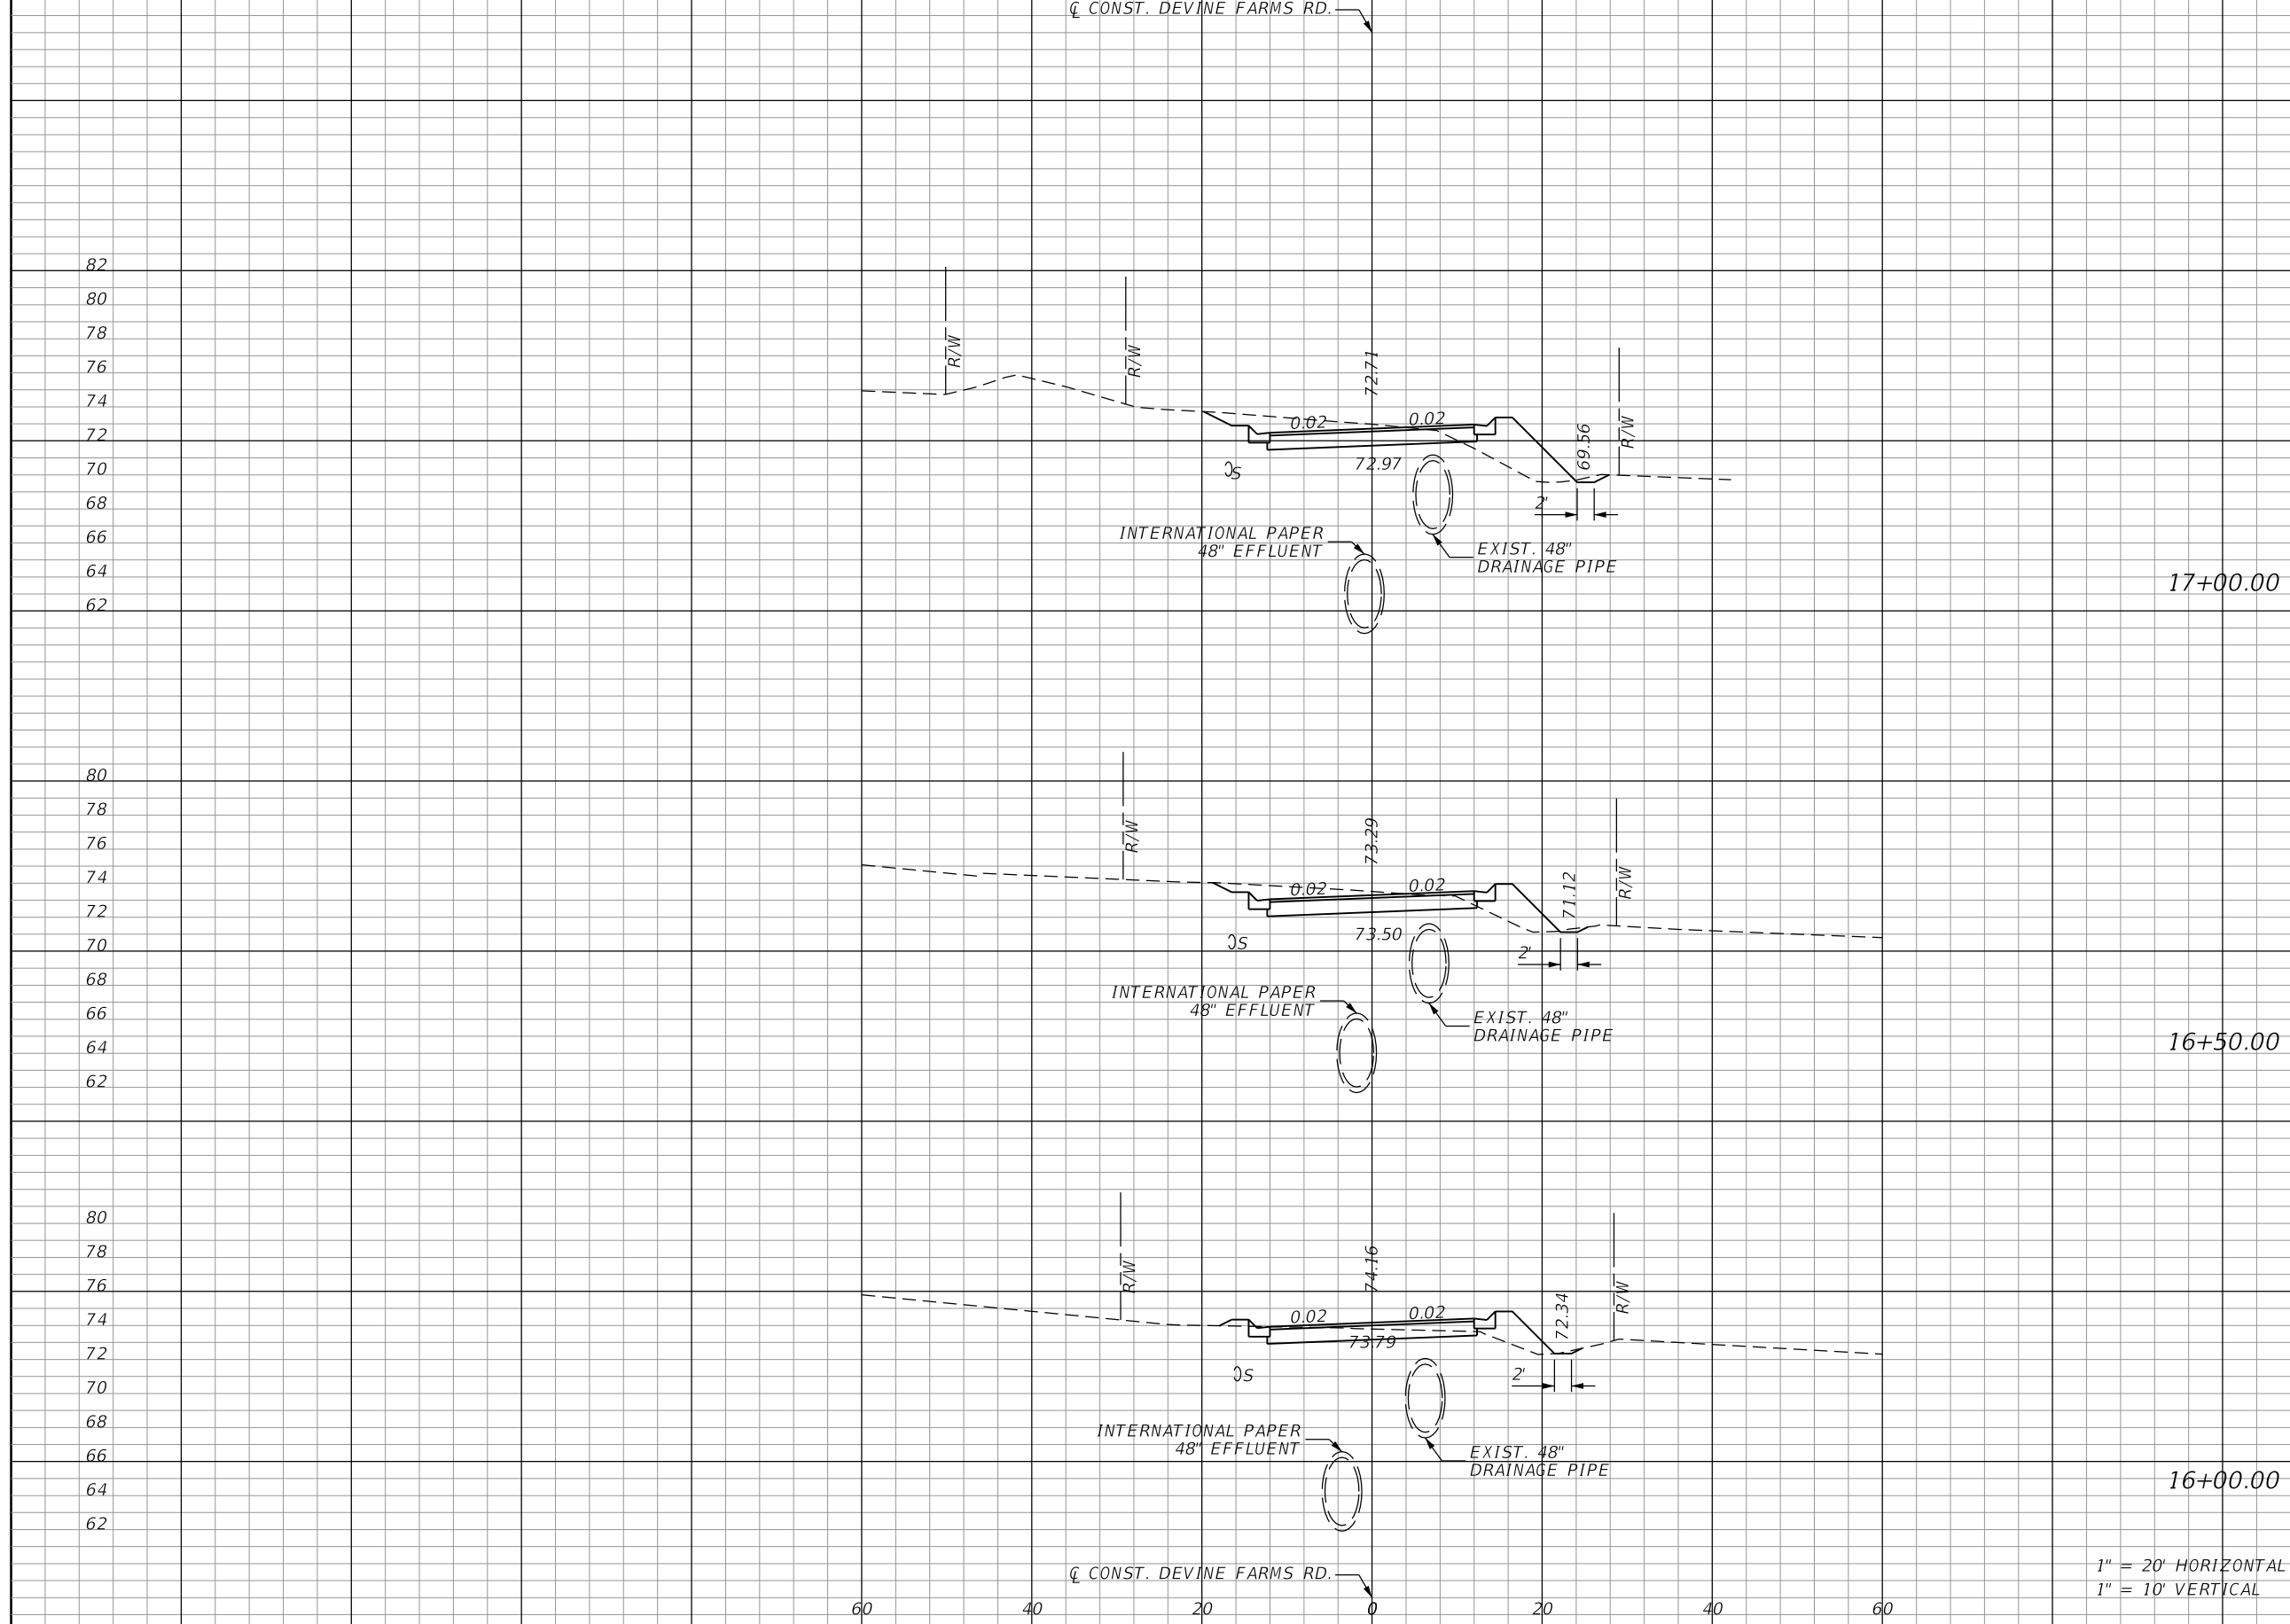 ℄ CONST. DEVINE FARMS RD.
82
80
78
76
74
72
70
68
66
64
62
R/W
R/W
72.71
0.02
0.02
72.97
69.56
R/W
S
2'
INTERNATIONAL PAPER
48" EFFLUENT
EXIST. 48"
DRAINAGE PIPE
17+00.00
80
78
76
74
72
70
68
66
64
62
R/W
73.29
0.02
0.02
73.50
71.12
R/W
S
2'
INTERNATIONAL PAPER
48" EFFLUENT
EXIST. 48"
DRAINAGE PIPE
16+50.00
80
78
76
74
72
70
68
66
64
62
R/W
74.16
0.02
0.02
73.79
72.34
R/W
S
2'
INTERNATIONAL PAPER
48" EFFLUENT
EXIST. 48"
DRAINAGE PIPE
16+00.00
℄ CONST. DEVINE FARMS RD.
1" = 20' HORIZONTAL
1" = 10' VERTICAL
60 40 20 0 20 40 60